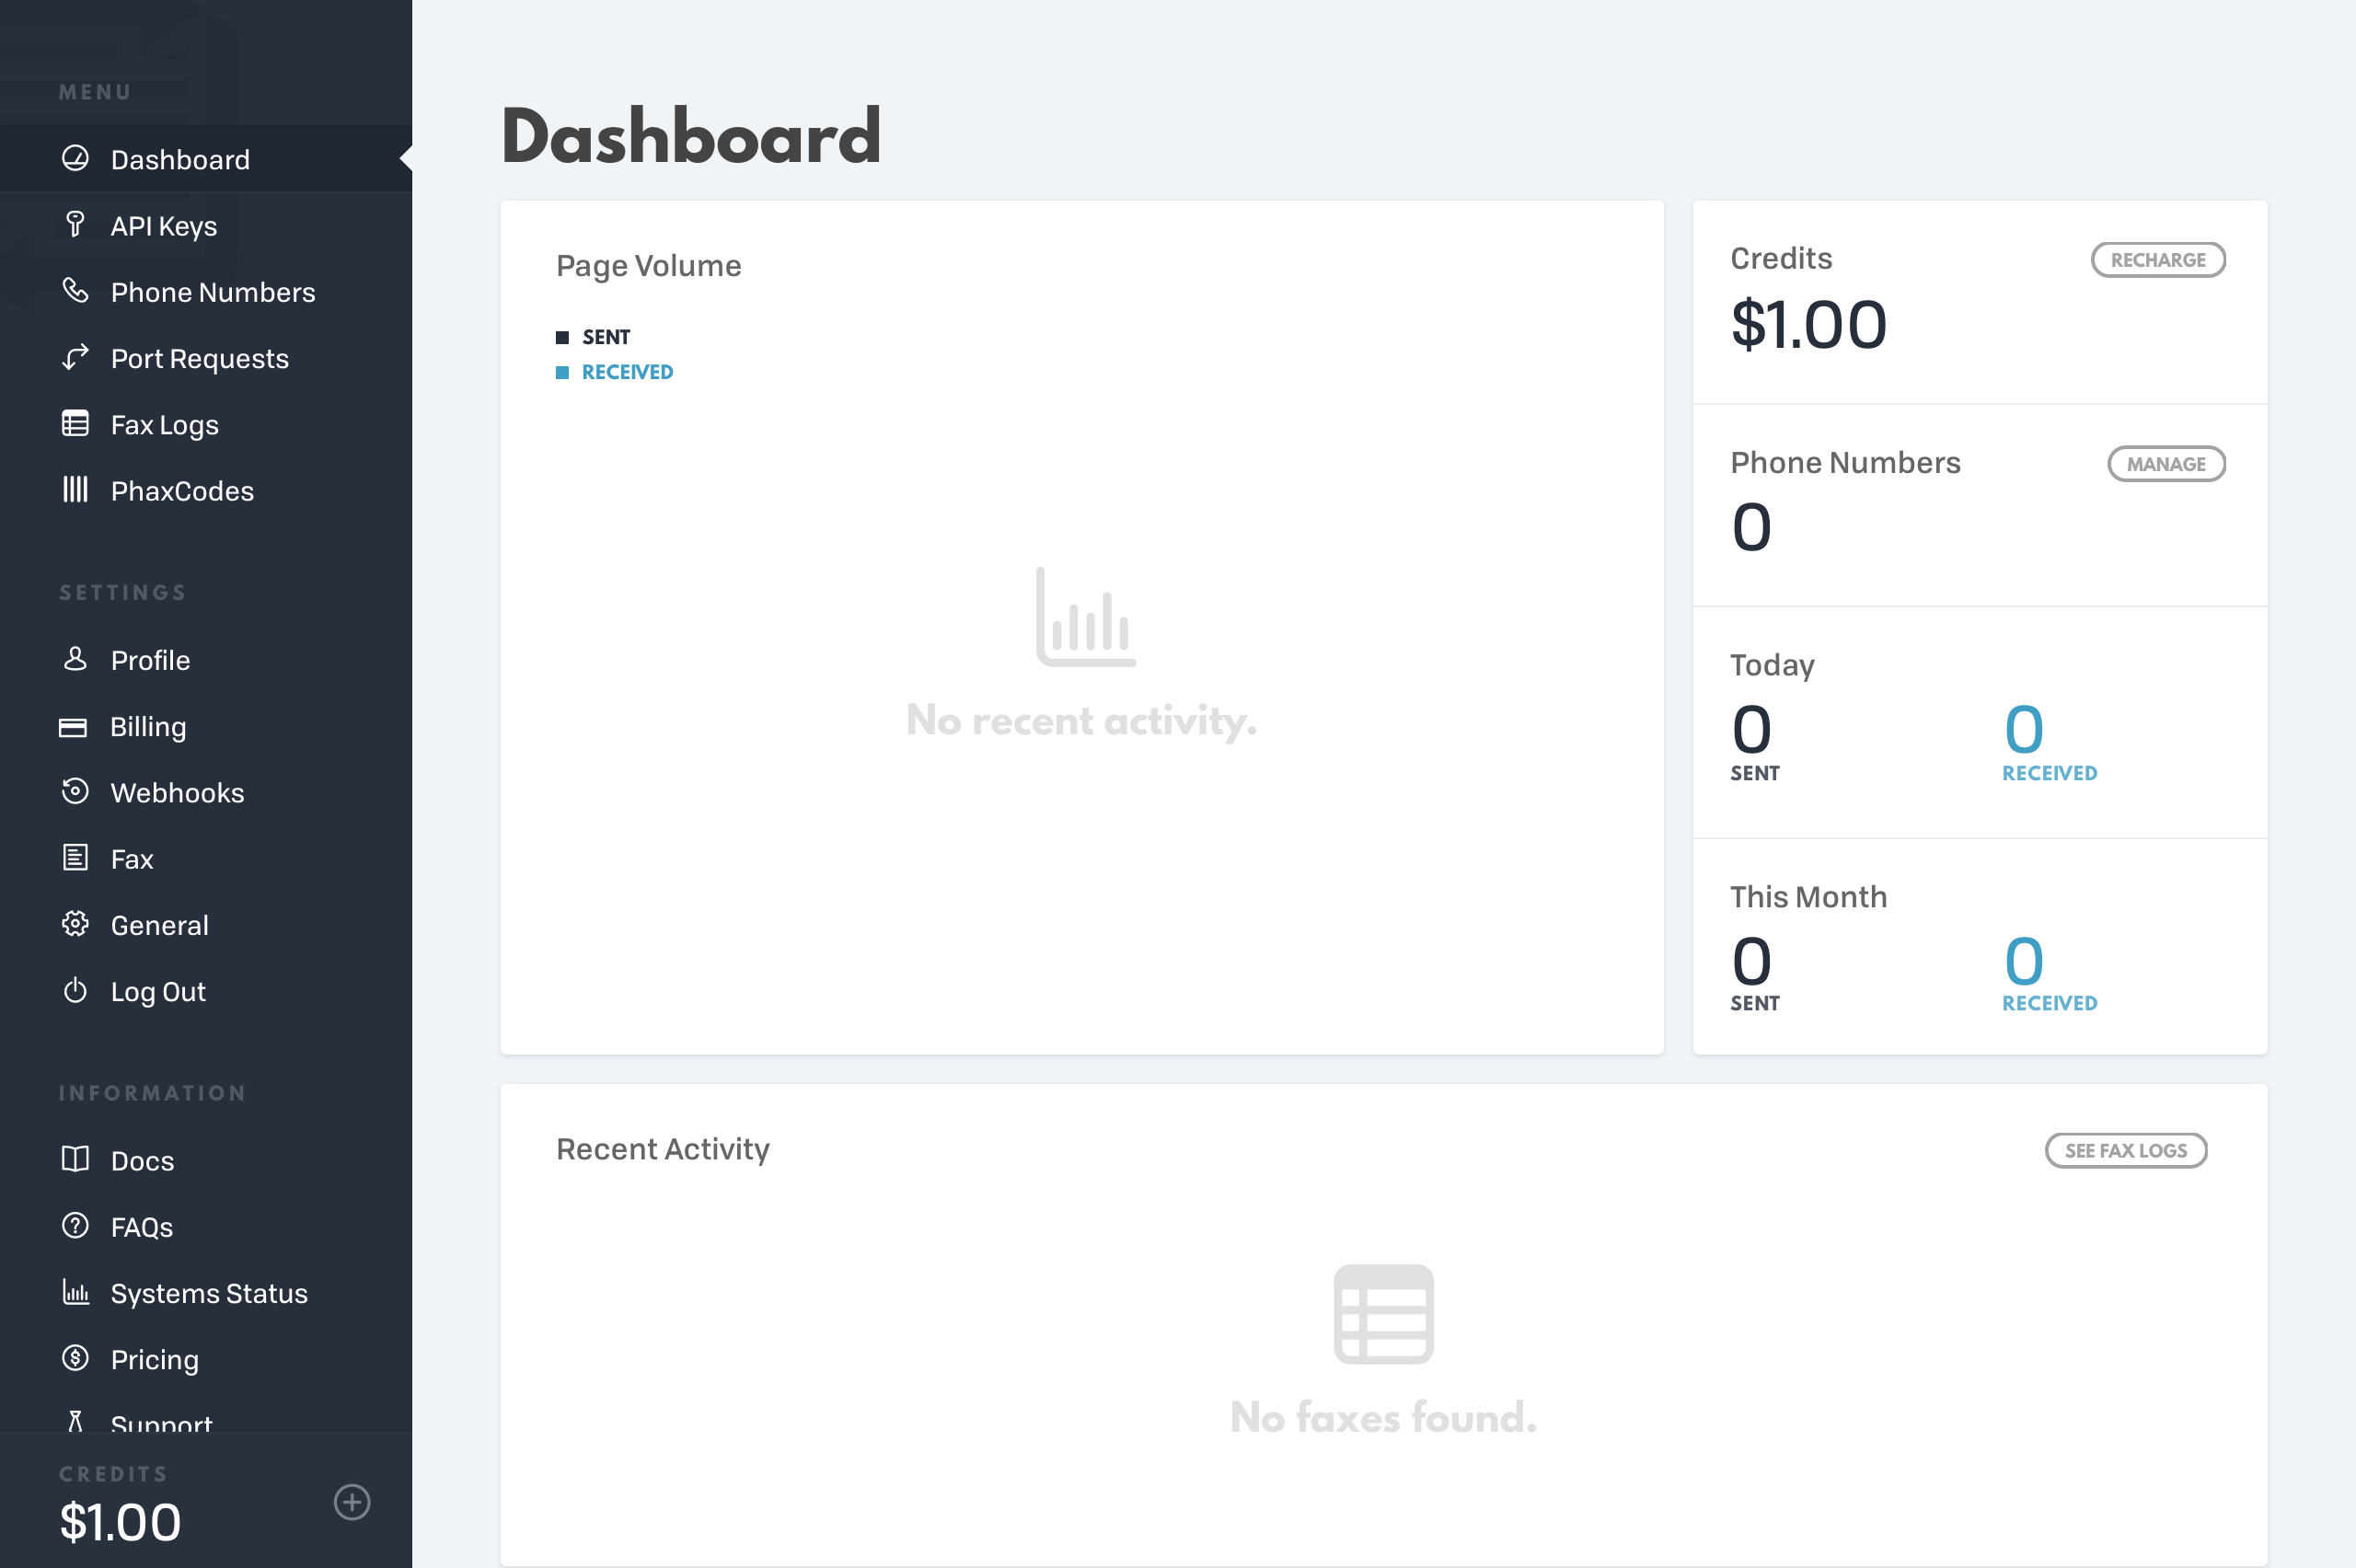 MENU
Dashboard
API Keys
Phone Numbers
Port Requests
Fax Logs
PhaxCodes
SETTINGS
Profile
Billing
Webhooks
Fax
General
Log Out
INFORMATION
Docs
FAQs
Systems Status
Pricing
Support
CREDITS
$1.00
Dashboard
Page Volume
SENT
RECEIVED
No recent activity.
Credits
RECHARGE
$1.00
Phone Numbers
MANAGE
0
Today
0 0
SENT RECEIVED
This Month
0 0
SENT RECEIVED
Recent Activity
SEE FAX LOGS
No faxes found.